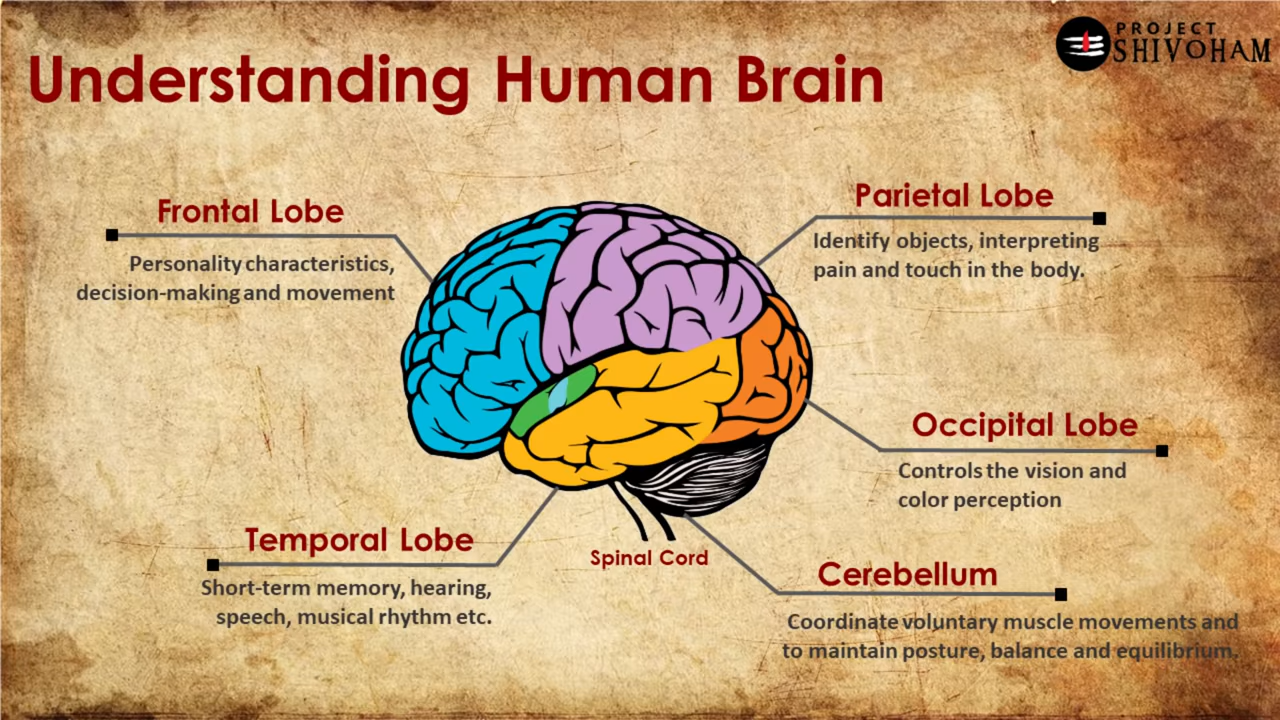 PROJECT
SHIVOHAM
Understanding Human Brain
Frontal Lobe
Personality characteristics,
decision-making and movement
Parietal Lobe
Identify objects, interpreting
pain and touch in the body.
Occipital Lobe
Controls the vision and
color perception
Temporal Lobe
Short-term memory, hearing,
speech, musical rhythm etc.
Spinal Cord
Cerebellum
Coordinate voluntary muscle movements and
to maintain posture, balance and equilibrium.